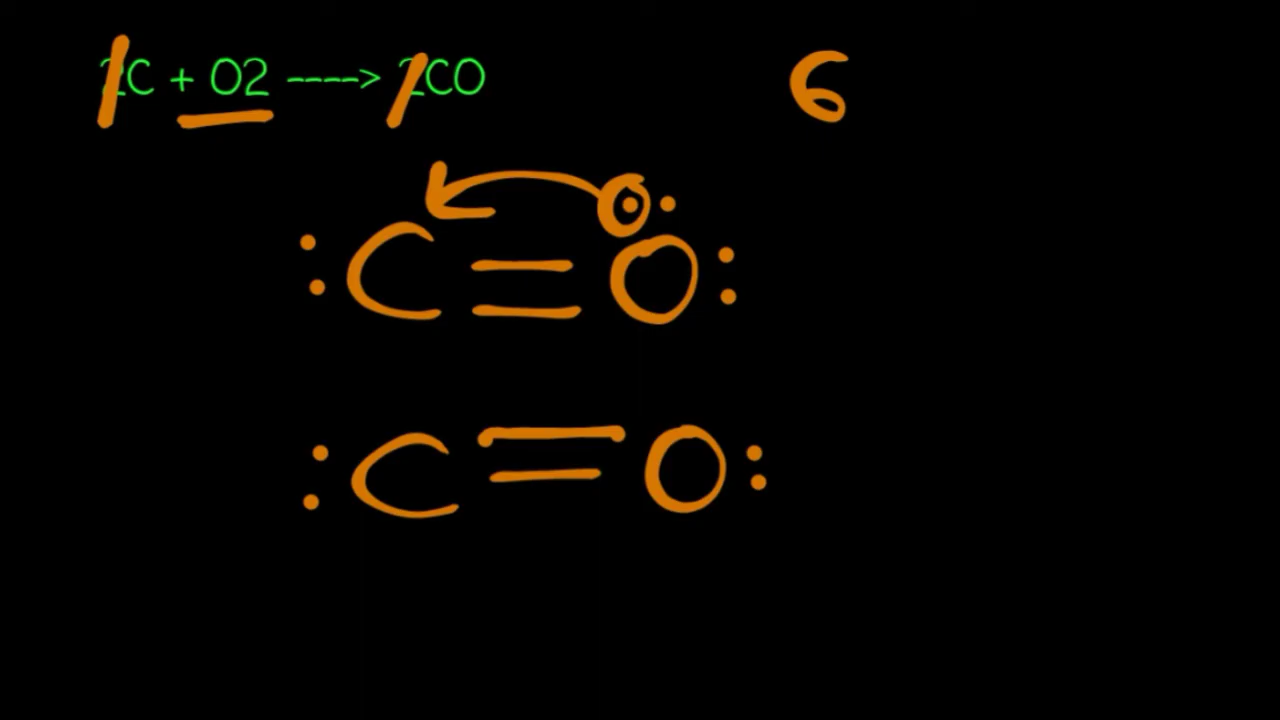 2C + O2 ----> 2CO
6
:C=O:
:C=O: